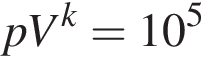 $pV^k = 10^5$